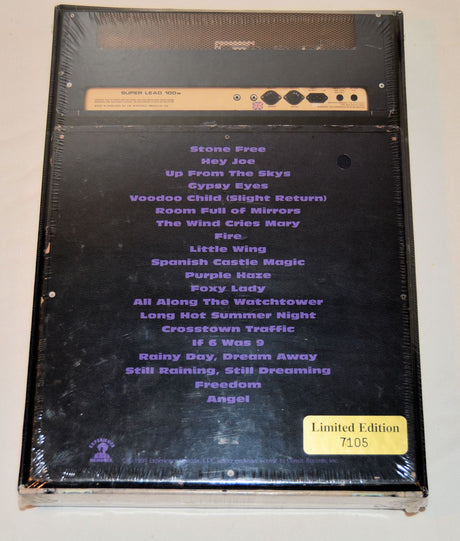 SUPER LEAD 100w
Stone Free
Hey Joe
Up From The Skys
Gypsy Eyes
Voodoo Child (Slight Return)
Room Full of Mirrors
The Wind Cries Mary
Fire
Little Wing
Spanish Castle Magic
Purple Haze
Foxy Lady
All Along The Watchtower
Long Hot Summer Night
Crosstown Traffic
If 6 Was 9
Rainy Day, Dream Away
Still Raining, Still Dreaming
Freedom
Angel
Limited Edition
7105
EXPERIENCE
HENDRIX